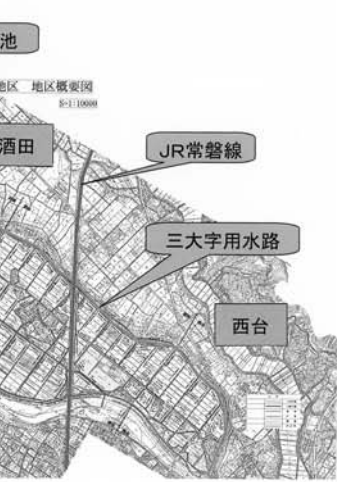 池
地区 地区概要図
S=1:10000
酒田
JR常磐線
三大字用水路
西台